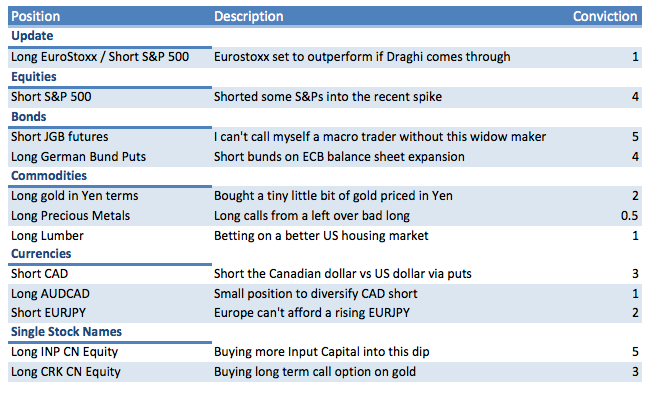 Position Description Conviction
Update
Long EuroStoxx / Short S&P 500 Eurostoxx set to outperform if Draghi comes through 1
Equities
Short S&P 500 Shorted some S&Ps into the recent spike 4
Bonds
Short JGB futures I can't call myself a macro trader without this widow maker 5
Long German Bund Puts Short bunds on ECB balance sheet expansion 4
Commodities
Long gold in Yen terms Bought a tiny little bit of gold priced in Yen 2
Long Precious Metals Long calls from a left over bad long 0.5
Long Lumber Betting on a better US housing market 1
Currencies
Short CAD Short the Canadian dollar vs US dollar via puts 3
Long AUDCAD Small position to diversify CAD short 1
Short EURJPY Europe can't afford a rising EURJPY 2
Single Stock Names
Long INP CN Equity Buying more Input Capital into this dip 5
Long CRK CN Equity Buying long term call option on gold 3